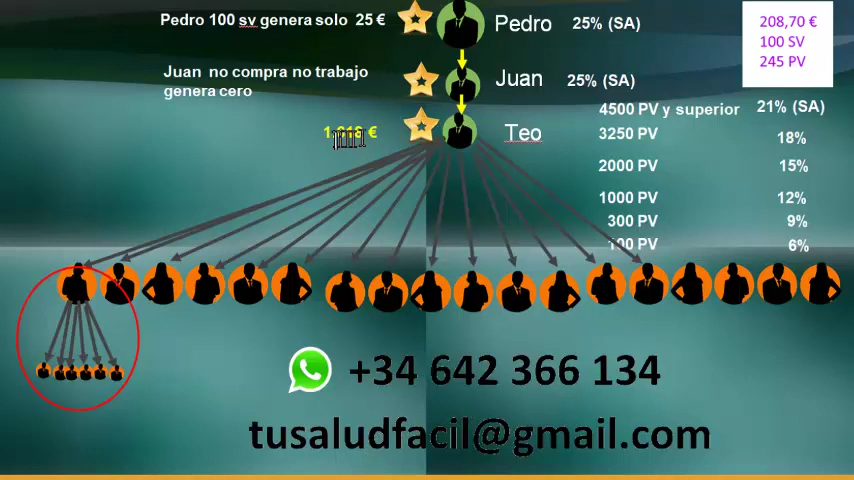 Pedro 100 sv genera solo 25 €
Pedro
25% (SA)
208,70 €
100 SV
245 PV
Juan no compra no trabajo
genera cero
Juan
25% (SA)
4500 PV y superior
21% (SA)
Teo
3250 PV
18%
2000 PV
15%
1000 PV
12%
300 PV
9%
100 PV
6%
+34 642 366 134
tusaludfacil@gmail.com